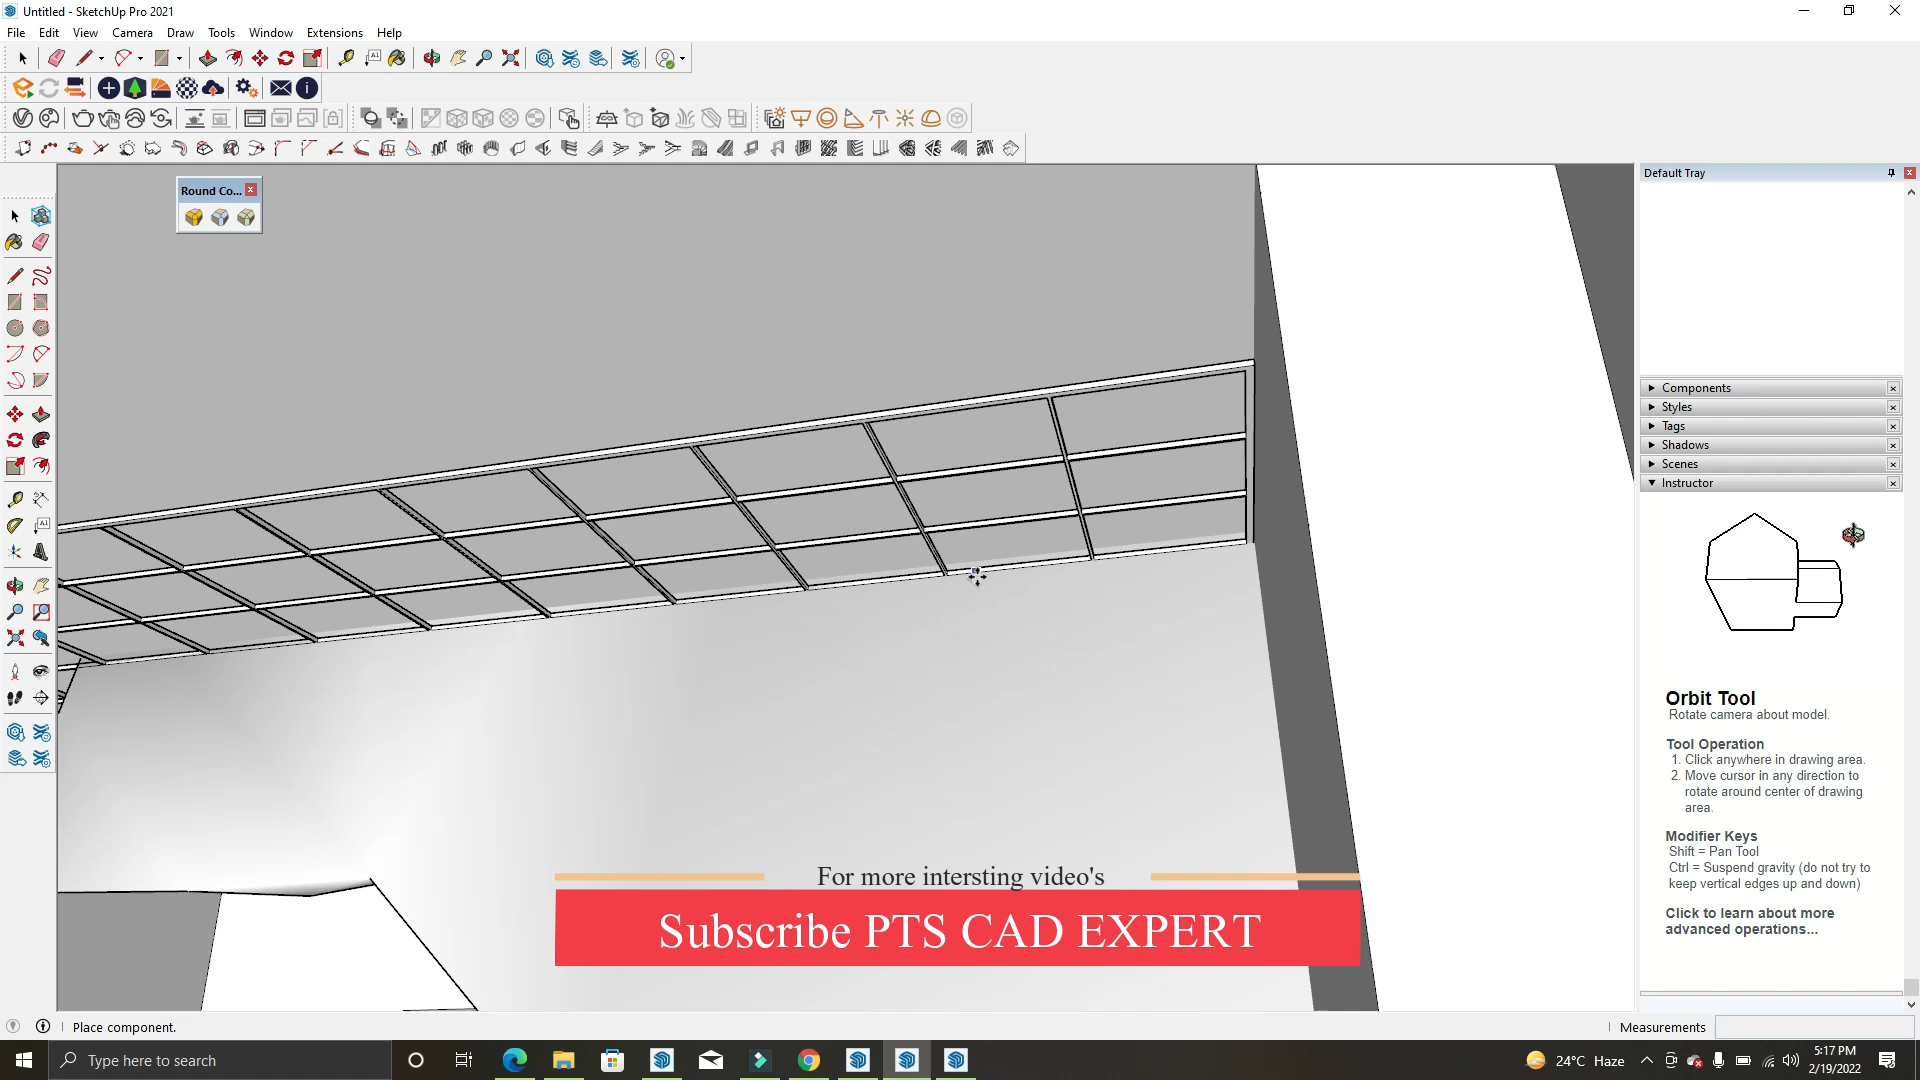 Untitled - SketchUp Pro 2021
File Edit View Camera Draw Tools Window Extensions Help
Round Co...
Default Tray
Components
Styles
Tags
Shadows
Scenes
Instructor
Orbit Tool
Rotate camera about model.
Tool Operation
1. Click anywhere in drawing area.
2. Move cursor in any direction to
rotate around center of drawing
area.
Modifier Keys
Shift = Pan Tool
Ctrl = Suspend gravity (do not try to
keep vertical edges up and down)
Click to learn about more
advanced operations...
For more intersting video's
Subscribe PTS CAD EXPERT
Place component.
Measurements
Type here to search
24°C Haze
5:17 PM
2/19/2022